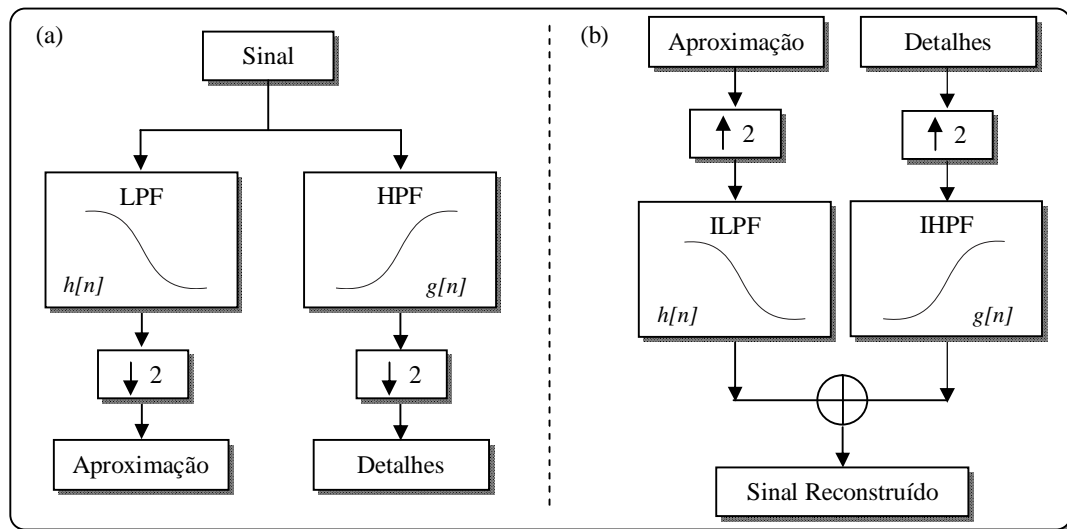 (a)
Sinal
LPF
h[n]
HPF
g[n]
↓ 2
↓ 2
Aproximação
Detalhes
(b)
Aproximação
Detalhes
↑ 2
↑ 2
ILPF
h[n]
IHPF
g[n]
Sinal Reconstruído